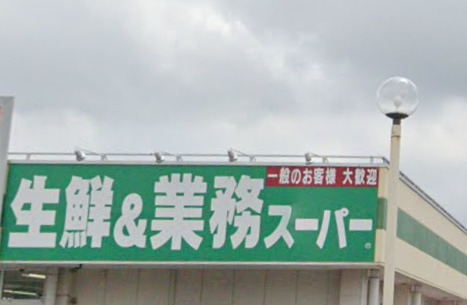 一般のお客様 大歓迎
生鮮&業務スーパー®